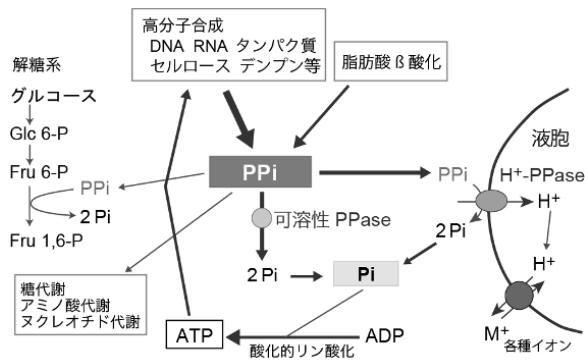 高分子合成
DNA RNA タンパク質
セルロース デンプン等
脂肪酸 ß 酸化
解糖系
グルコース
Glc 6-P
Fru 6-P
PPi
2 Pi
Fru 1,6-P
PPi
可溶性 PPase
2 Pi
Pi
液胞
PPi
H⁺-PPase
H⁺
2 Pi
H⁺
M⁺
各種イオン
糖代謝
アミノ酸代謝
ヌクレオチド代謝
ATP
ADP
酸化的リン酸化